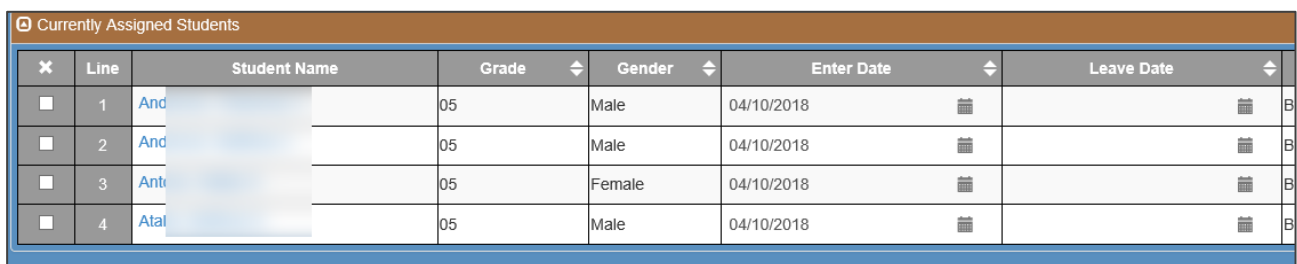 Currently Assigned Students
Line Student Name Grade Gender Enter Date Leave Date
1 And 05 Male 04/10/2018 B
2 And 05 Male 04/10/2018 B
3 Ant 05 Female 04/10/2018 B
4 Atal 05 Male 04/10/2018 B